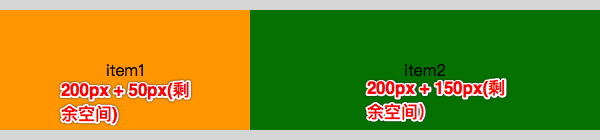 item1
200px + 50px(剩
余空间)
item2
200px + 150px(剩
余空间）